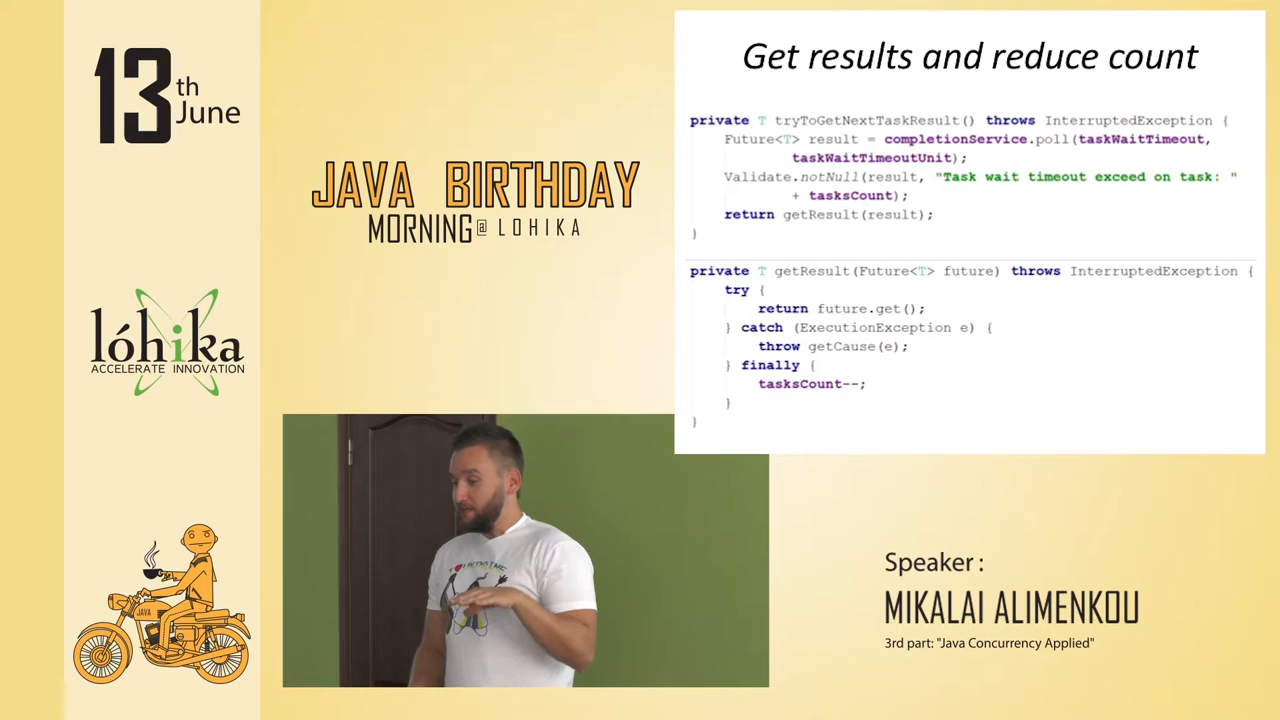 13th June
JAVA BIRTHDAY
MORNING@LOHIKA
lóhika
ACCELERATE INNOVATION
JAVA
Get results and reduce count
private T tryToGetNextTaskResult() throws InterruptedException {
Future<T> result = completionService.poll(taskWaitTimeout,
taskWaitTimeoutUnit);
Validate.notNull(result, "Task wait timeout exceed on task: "
+ tasksCount);
return getResult(result);
}
private T getResult(Future<T> future) throws InterruptedException {
try {
return future.get();
} catch (ExecutionException e) {
throw getCause(e);
} finally {
tasksCount--;
}
}
I UKRAINE
Speaker :
MIKALAI ALIMENKOU
3rd part: "Java Concurrency Applied"